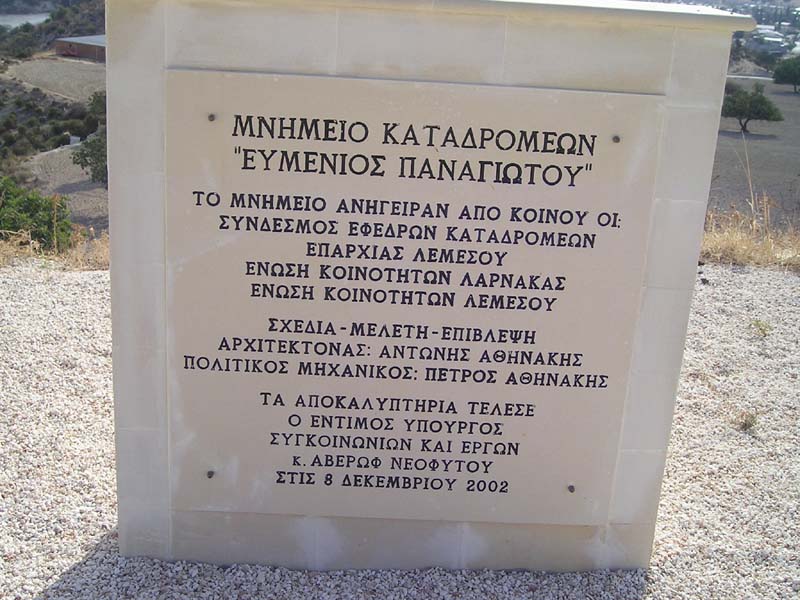 ΜΝΗΜΕΙΟ ΚΑΤΑΔΡΟΜΕΩΝ
"ΕΥΜΕΝΙΟΣ ΠΑΝΑΓΙΩΤΟΥ"
ΤΟ ΜΝΗΜΕΙΟ ΑΝΗΓΕΙΡΑΝ ΑΠΟ ΚΟΙΝΟΥ ΟΙ:
ΣΥΝΔΕΣΜΟΣ ΕΦΕΔΡΩΝ ΚΑΤΑΔΡΟΜΕΩΝ
ΕΠΑΡΧΙΑΣ ΛΕΜΕΣΟΥ
ΕΝΩΣΗ ΚΟΙΝΟΤΗΤΩΝ ΛΑΡΝΑΚΑΣ
ΕΝΩΣΗ ΚΟΙΝΟΤΗΤΩΝ ΛΕΜΕΣΟΥ
ΣΧΕΔΙΑ-ΜΕΛΕΤΗ-ΕΠΙΒΛΕΨΗ
ΑΡΧΙΤΕΚΤΟΝΑΣ: ΑΝΤΩΝΗΣ ΑΘΗΝΑΚΗΣ
ΠΟΛΙΤΙΚΟΣ ΜΗΧΑΝΙΚΟΣ: ΠΕΤΡΟΣ ΑΘΗΝΑΚΗΣ
ΤΑ ΑΠΟΚΑΛΥΠΤΗΡΙΑ ΤΕΛΕΣΕ
Ο ΕΝΤΙΜΟΣ ΥΠΟΥΡΓΟΣ
ΣΥΓΚΟΙΝΩΝΙΩΝ ΚΑΙ ΕΡΓΩΝ
κ. ΑΒΕΡΩΦ ΝΕΟΦΥΤΟΥ
ΣΤΙΣ 8 ΔΕΚΕΜΒΡΙΟΥ 2002